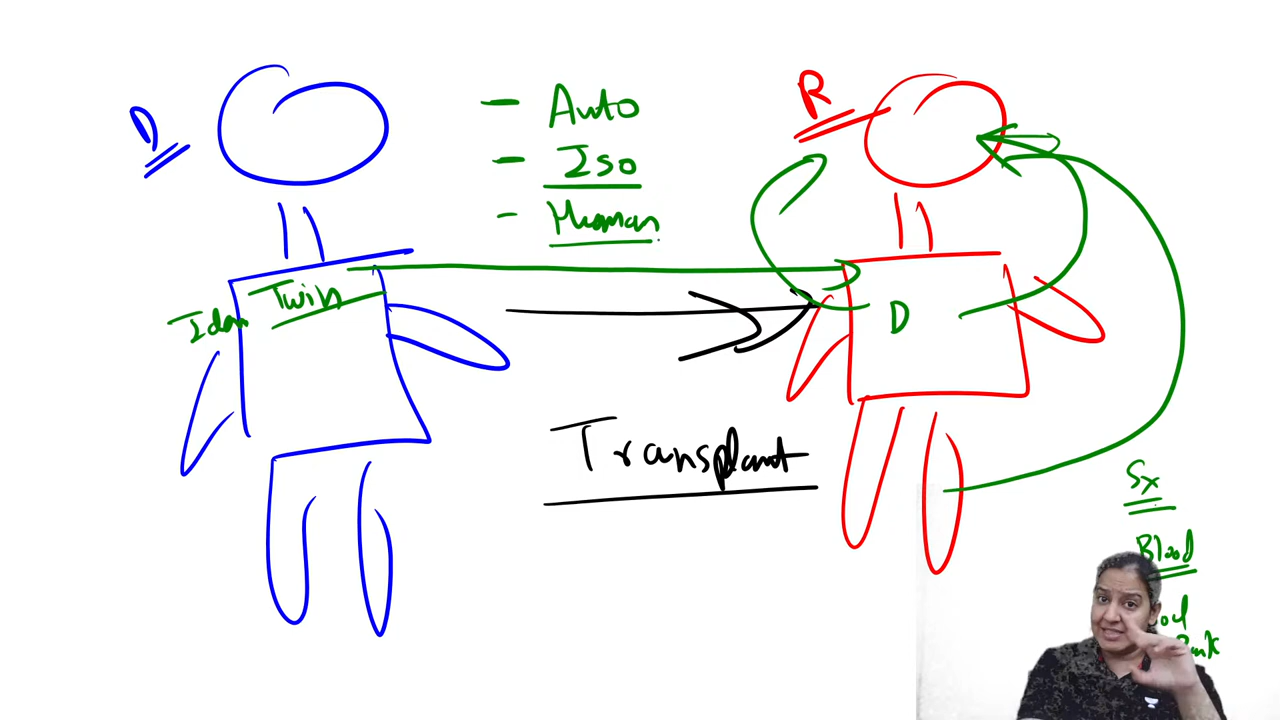 D
- Auto
- Iso
- Human
R
Iden Twin
D
Transplant
Sx
Blood